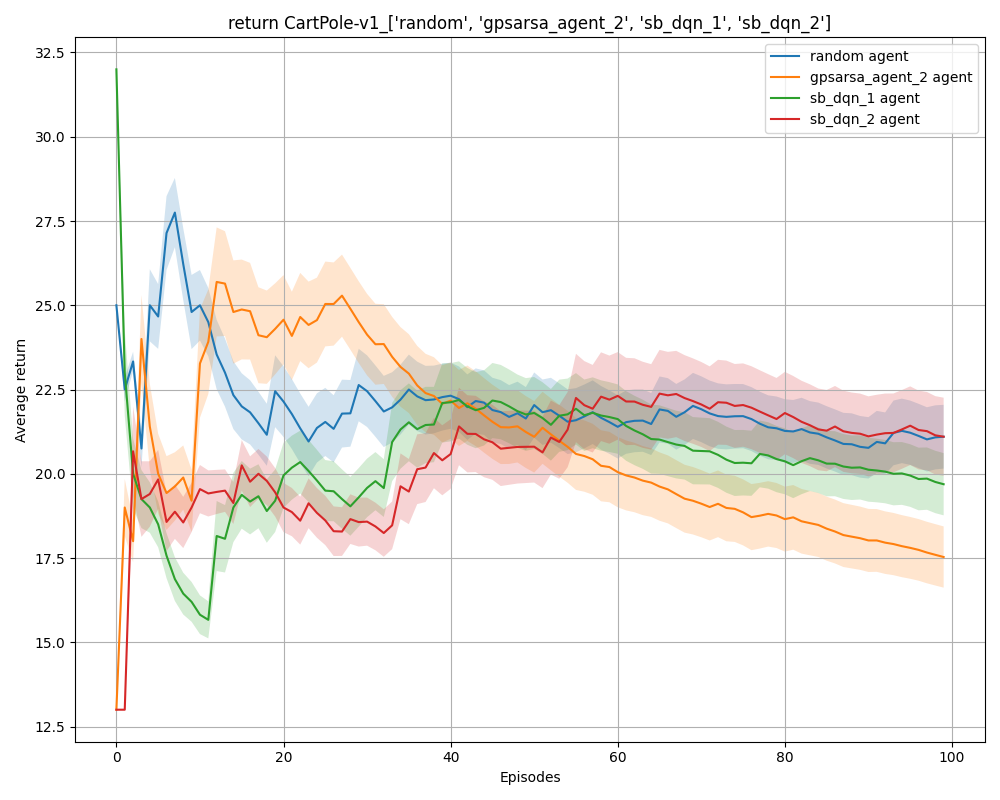 return CartPole-v1_['random', 'gpsarsa_agent_2', 'sb_dqn_1', 'sb_dqn_2']
random agent
gpsarsa_agent_2 agent
sb_dqn_1 agent
sb_dqn_2 agent
Average return
32.5
30.0
27.5
25.0
22.5
20.0
17.5
15.0
12.5
0 20 40 60 80 100
Episodes